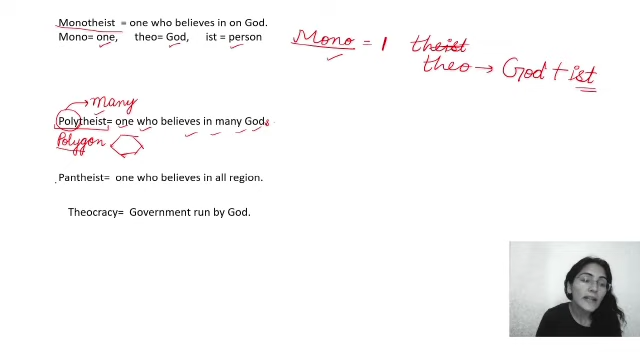 Monotheist = one who believes in on God.
Mono= one, theo= God, ist = person
Mono = 1 theist
theo → God + ist
→ Many
Polytheist= one who believes in many Gods
Polygon
Pantheist= one who believes in all region.
Theocracy= Government run by God.